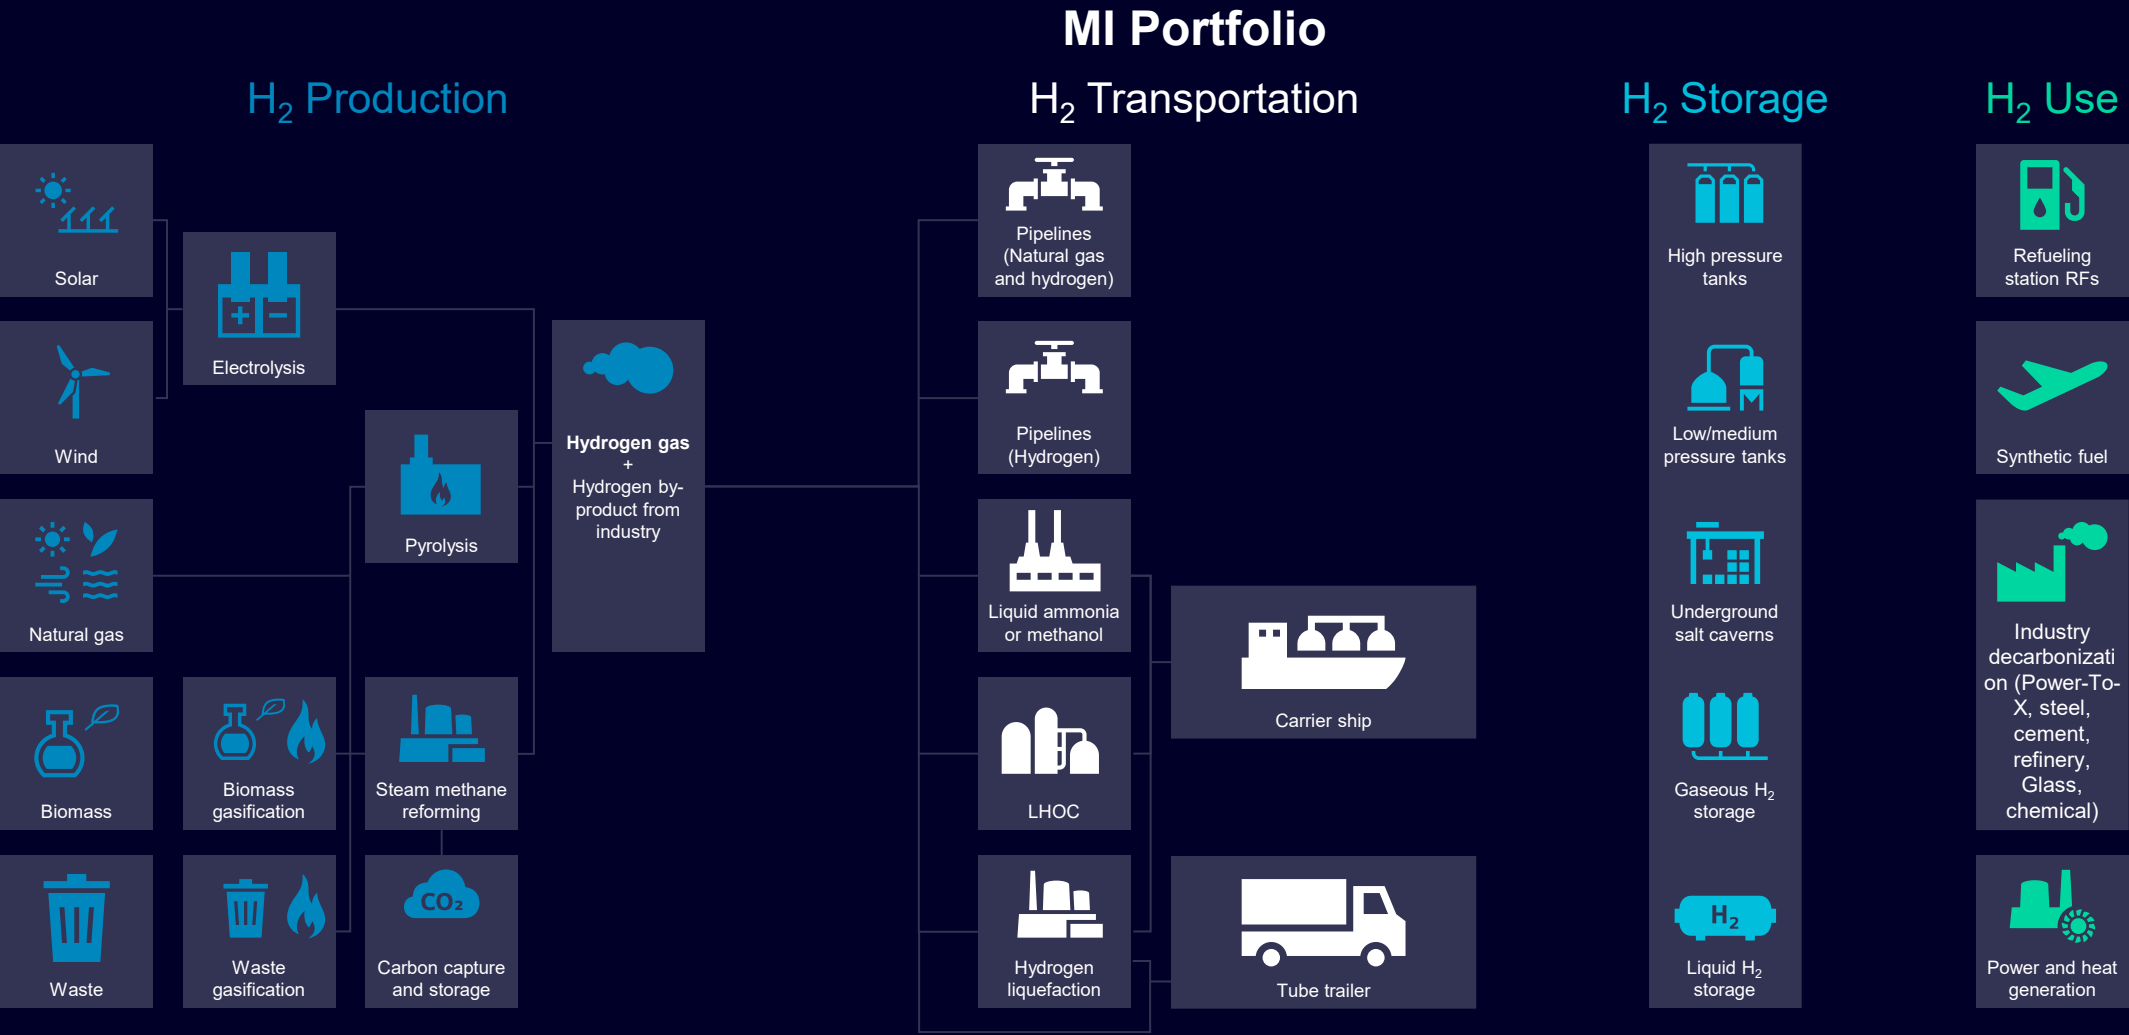 MI Portfolio
H₂ Production
Solar
Wind
Natural gas
Biomass
Waste
Electrolysis
Biomass
gasification
Waste
gasification
Pyrolysis
Steam methane
reforming
CO₂
Carbon capture
and storage
Hydrogen gas
+
Hydrogen by-
product from
industry
H₂ Transportation
Pipelines
(Natural gas
and hydrogen)
Pipelines
(Hydrogen)
Liquid ammonia
or methanol
LHOC
Hydrogen
liquefaction
Carrier ship
Tube trailer
H₂ Storage
High pressure
tanks
Low/medium
pressure tanks
Underground
salt caverns
Gaseous H₂
storage
H₂
Liquid H₂
storage
H₂ Use
Refueling
station RFs
Synthetic fuel
Industry
decarbonizati
on (Power-To-
X, steel,
cement,
refinery,
Glass,
chemical)
Power and heat
generation